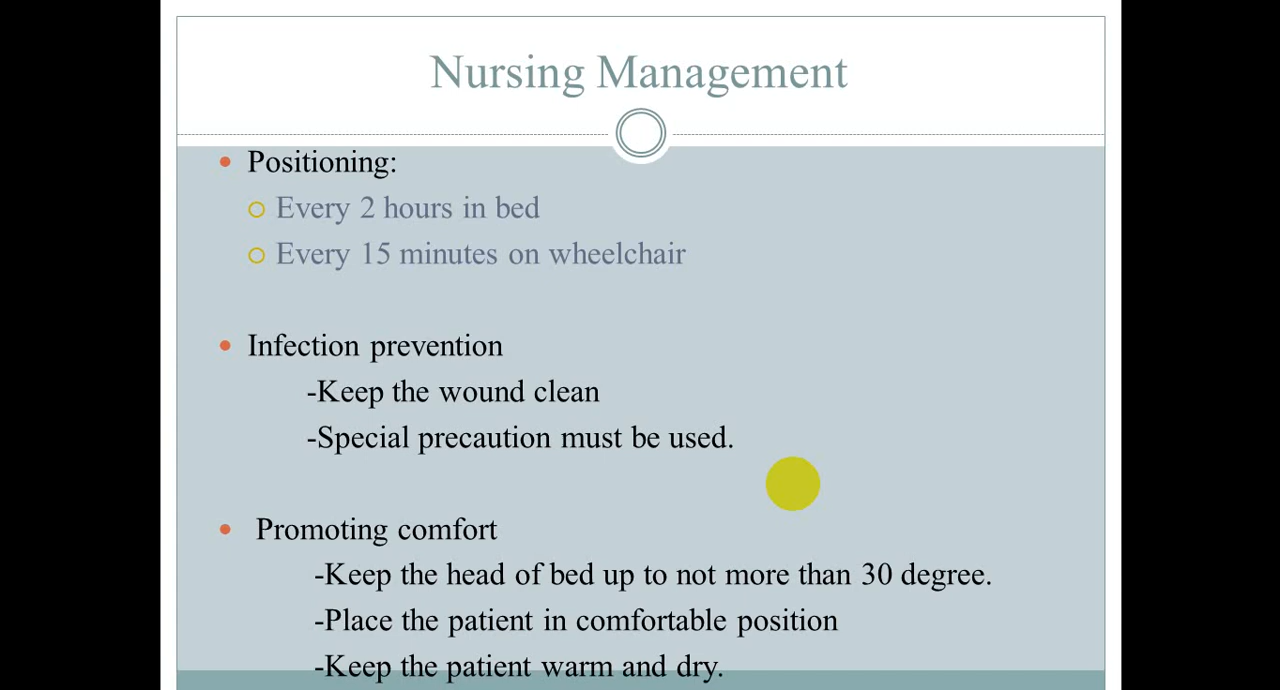 Nursing Management
Positioning:
Every 2 hours in bed
Every 15 minutes on wheelchair
Infection prevention
-Keep the wound clean
-Special precaution must be used.
Promoting comfort
-Keep the head of bed up to not more than 30 degree.
-Place the patient in comfortable position
-Keep the patient warm and dry.